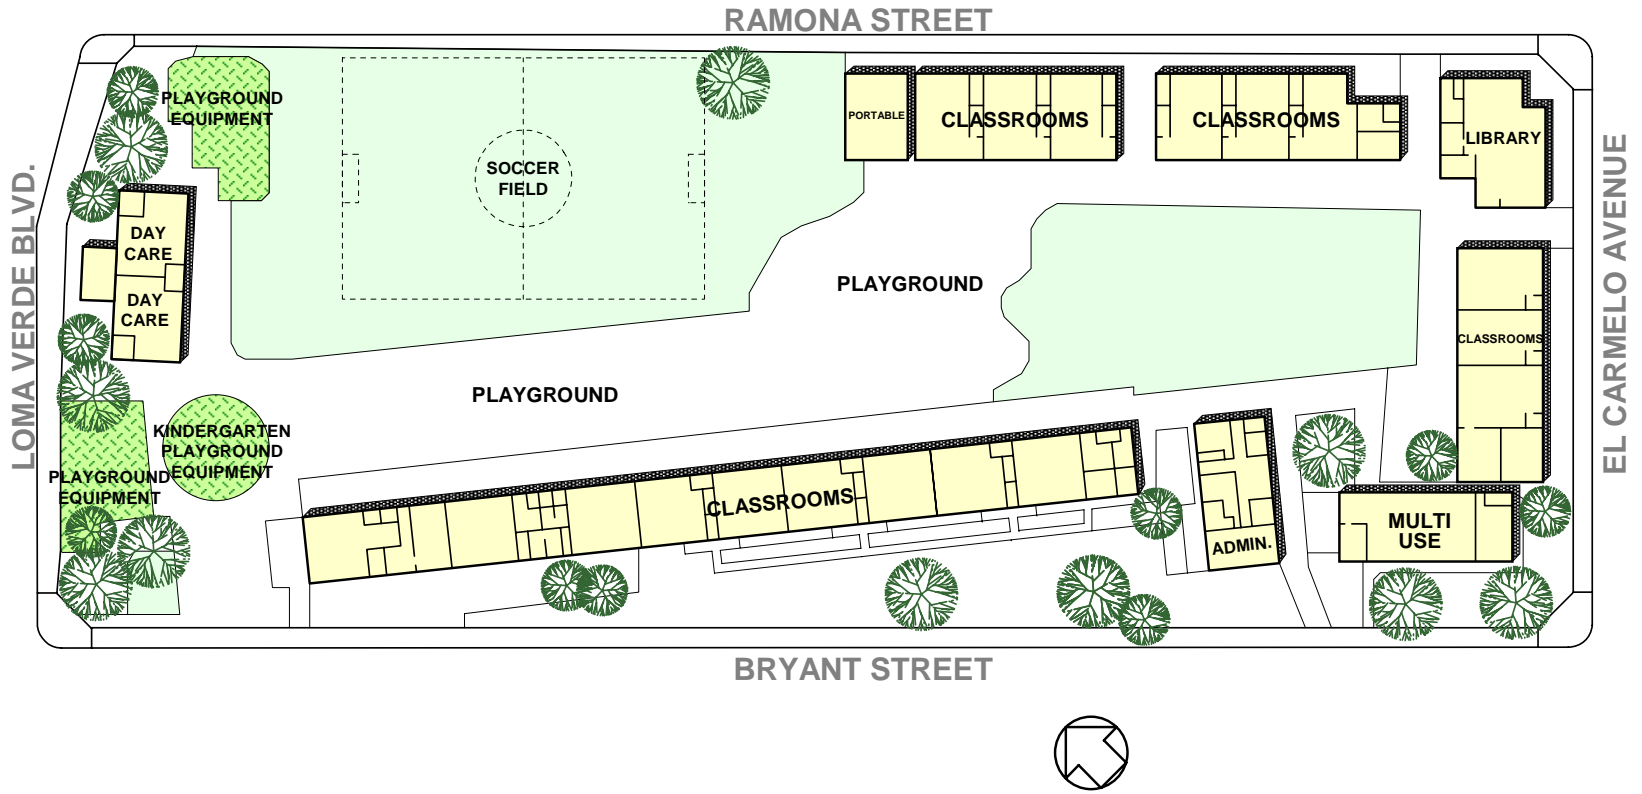 RAMONA STREET
PLAYGROUND
EQUIPMENT
PORTABLE
CLASSROOMS
CLASSROOMS
LIBRARY
SOCCER
FIELD
LOMA VERDE BLVD.
EL CARMELO AVENUE
DAY
CARE
DAY
CARE
PLAYGROUND
CLASSROOMS
PLAYGROUND
KINDERGARTEN
PLAYGROUND
EQUIPMENT
PLAYGROUND
EQUIPMENT
CLASSROOMS
ADMIN.
MULTI
USE
BRYANT STREET